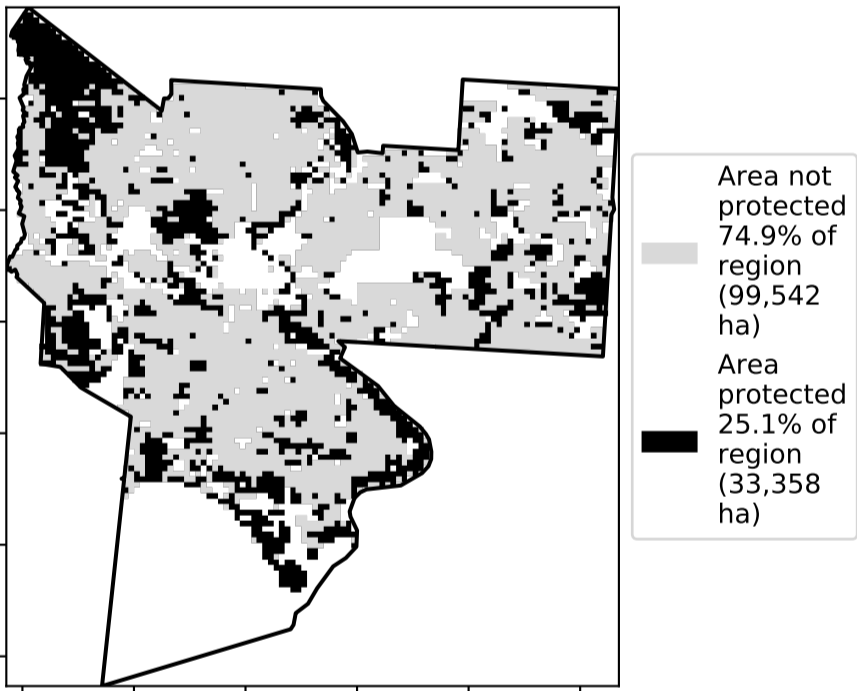 Area not
protected
74.9% of
region
(99,542
ha)
Area
protected
25.1% of
region
(33,358
ha)